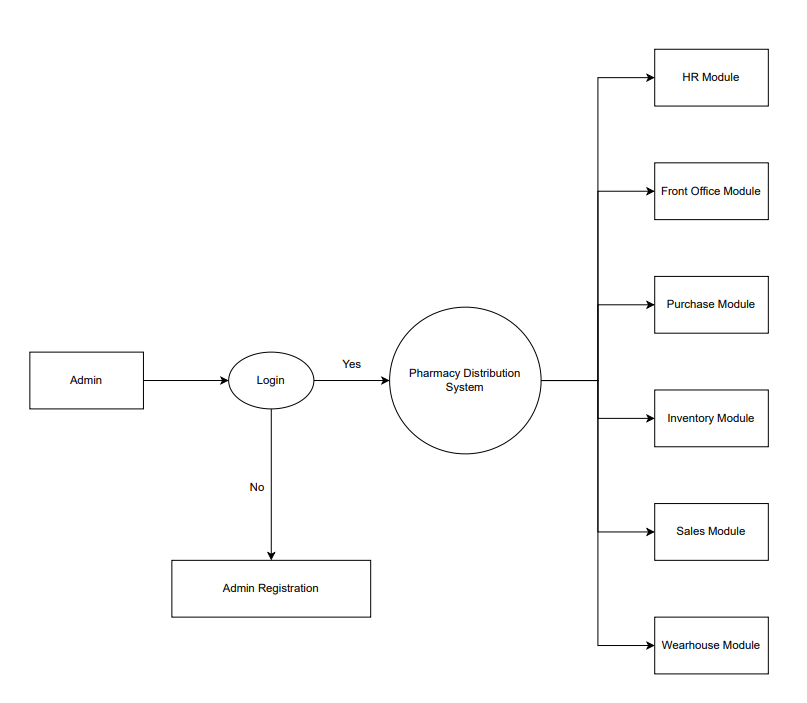 HR Module
Front Office Module
Purchase Module
Yes
Admin
Login
Pharmacy Distribution
System
Inventory Module
No
Sales Module
Admin Registration
Wearhouse Module